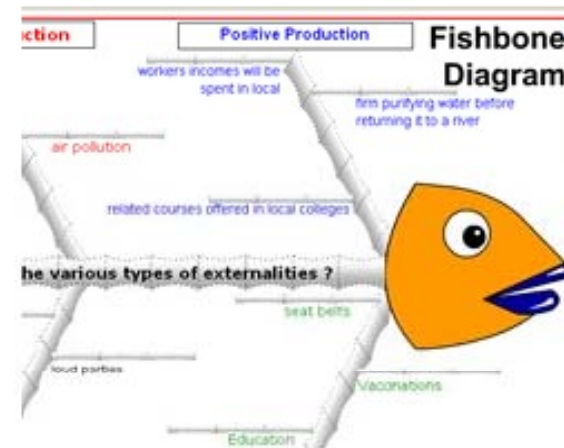 ction
Positive Production
Fishbone
Diagram
workers incomes will be
spent in local
firm purifying water before
returning it to a river
air pollution
related courses offered in local colleges
he various types of externalities ?
seat belts
loud parties
Vacconations
Education